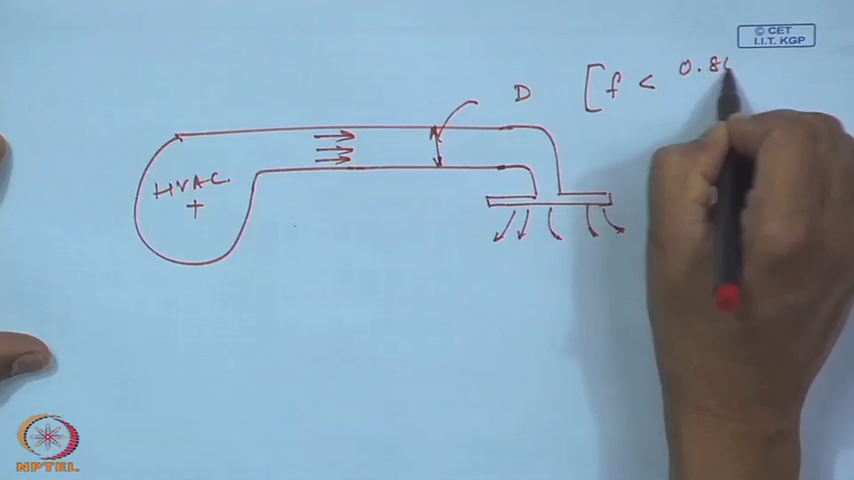 © CET
I.I.T. KGP
D [ f < 0.8
HVAC
+
NPTEL